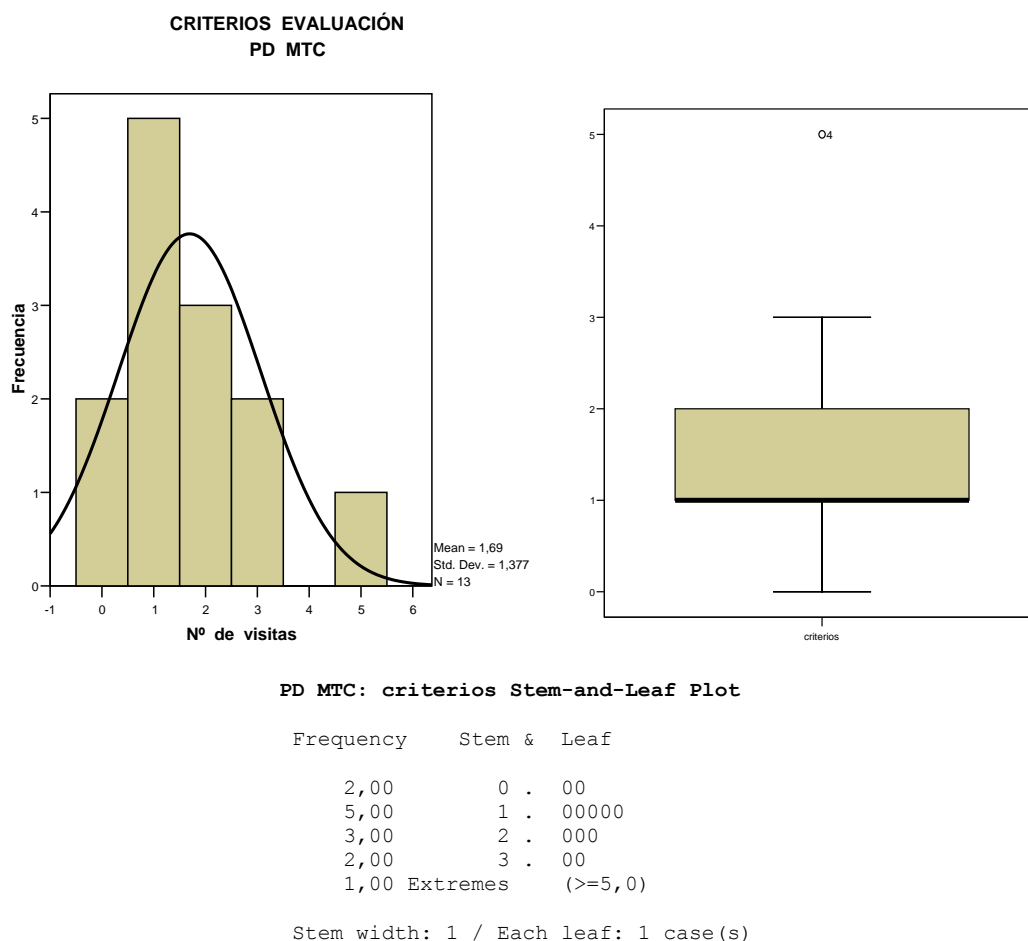 CRITERIOS EVALUACIÓN
PD MTC
Frecuencia
5
4
3
2
1
0
-1 0 1 2 3 4 5 6
Nº de visitas
Mean = 1,69
Std. Dev. = 1,377
N = 13
5
4
3
2
1
0
O4
criterios
PD MTC: criterios Stem-and-Leaf Plot
Frequency Stem & Leaf
2,00 0 . 00
5,00 1 . 00000
3,00 2 . 000
2,00 3 . 00
1,00 Extremes (>=5,0)
Stem width: 1 / Each leaf: 1 case(s)